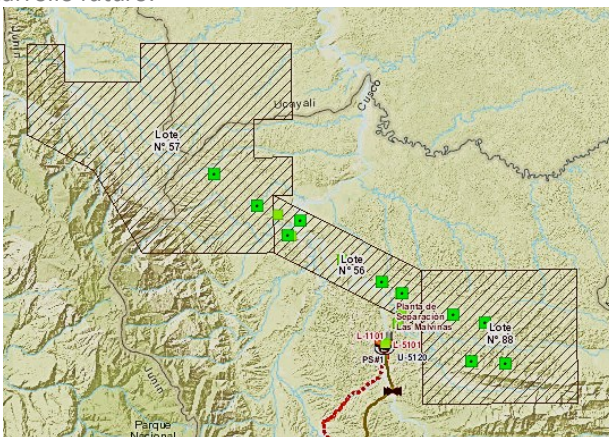 Junín
Ucayali
Cusco
Lote
N° 57
Lote
N° 56
Planta de
Separación
Las Malvinas
Lote
N° 88
L-1101
L-5101
PS#1
U-5120
Junín
Parque
Nacional